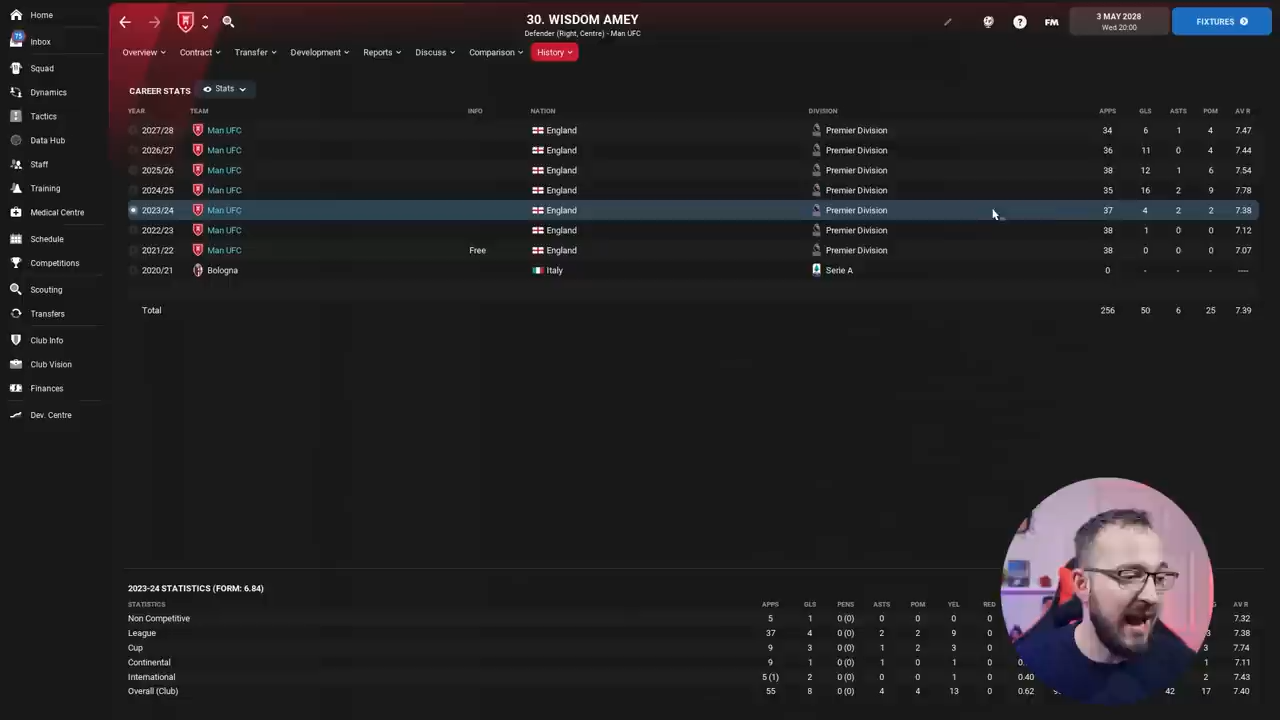 30. WISDOM AMEY
Defender (Right, Centre) - Man UFC
FM
3 MAY 2028
Wed 20:00
FIXTURES
Home
75
Inbox
Squad
Dynamics
Tactics
Data Hub
Staff
Training
Medical Centre
Schedule
Competitions
Scouting
Transfers
Club Info
Club Vision
Finances
Dev. Centre
Overview Contract Transfer Development Reports Discuss Comparison History
CAREER STATS Stats
YEAR TEAM INFO NATION DIVISION APPS GLS ASTS POM AV R
2027/28 Man UFC England Premier Division 34 6 1 4 7.47
2026/27 Man UFC England Premier Division 36 11 0 4 7.44
2025/26 Man UFC England Premier Division 38 12 1 6 7.54
2024/25 Man UFC England Premier Division 35 16 2 9 7.78
2023/24 Man UFC England Premier Division 37 4 2 2 7.38
2022/23 Man UFC England Premier Division 38 1 0 0 7.12
2021/22 Man UFC Free England Premier Division 38 0 0 0 7.07
2020/21 Bologna Italy Serie A 0 - - - ----
Total 256 50 6 25 7.39
2023-24 STATISTICS (FORM: 6.84)
STATISTICS APPS GLS PENS ASTS POM YEL RED AV R
Non Competitive 5 1 0 (0) 0 0 0 0 7.32
League 37 4 0 (0) 2 2 9 0 3 7.38
Cup 9 3 0 (0) 1 2 3 0 3 7.74
Continental 9 1 0 (0) 1 0 1 0 1 7.11
International 5 (1) 2 0 (0) 0 0 1 0 0.40 2 7.43
Overall (Club) 55 8 0 (0) 4 4 13 0 0.62 42 17 7.40